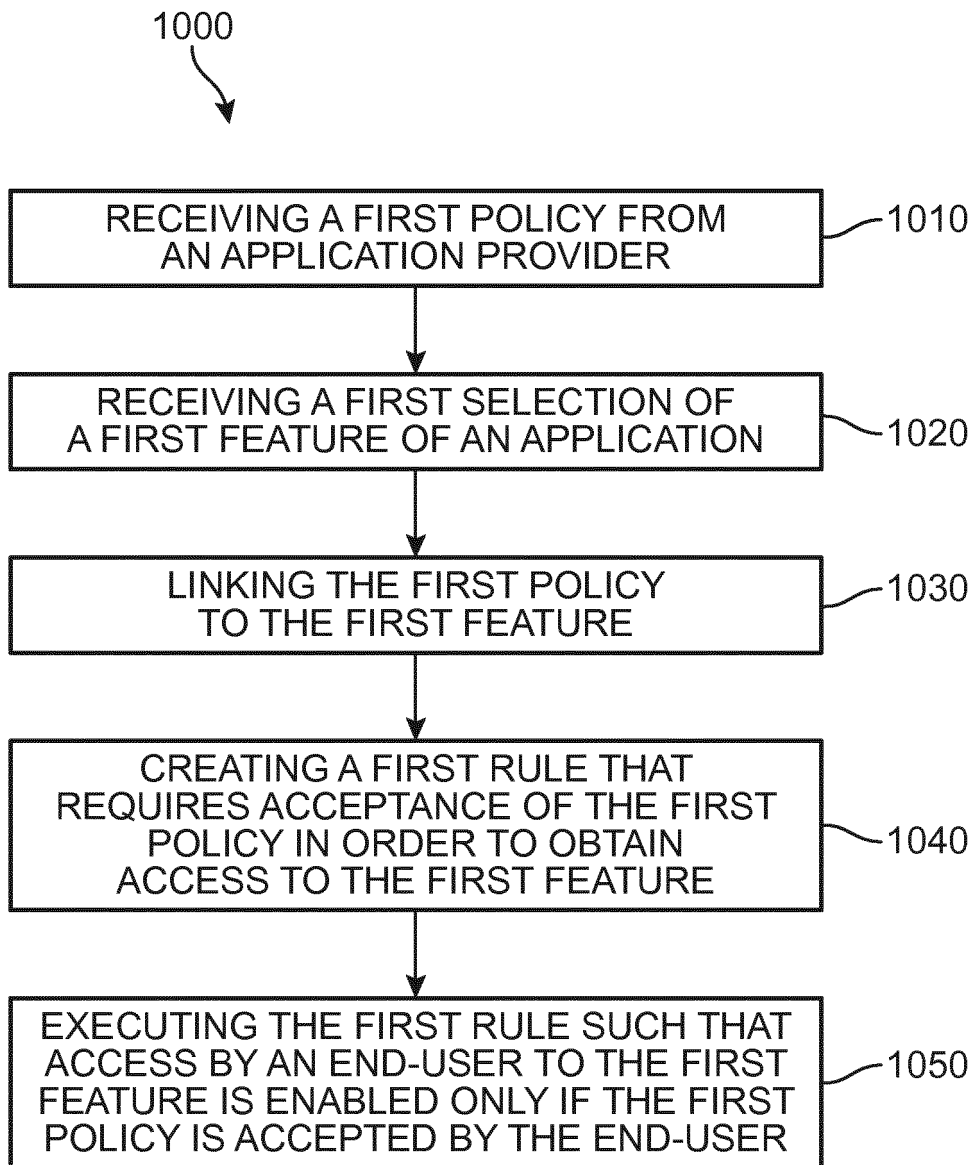 1000
RECEIVING A FIRST POLICY FROM
AN APPLICATION PROVIDER
1010
RECEIVING A FIRST SELECTION OF
A FIRST FEATURE OF AN APPLICATION
1020
LINKING THE FIRST POLICY
TO THE FIRST FEATURE
1030
CREATING A FIRST RULE THAT
REQUIRES ACCEPTANCE OF THE FIRST
POLICY IN ORDER TO OBTAIN
ACCESS TO THE FIRST FEATURE
1040
EXECUTING THE FIRST RULE SUCH THAT
ACCESS BY AN END-USER TO THE FIRST
FEATURE IS ENABLED ONLY IF THE FIRST
POLICY IS ACCEPTED BY THE END-USER
1050